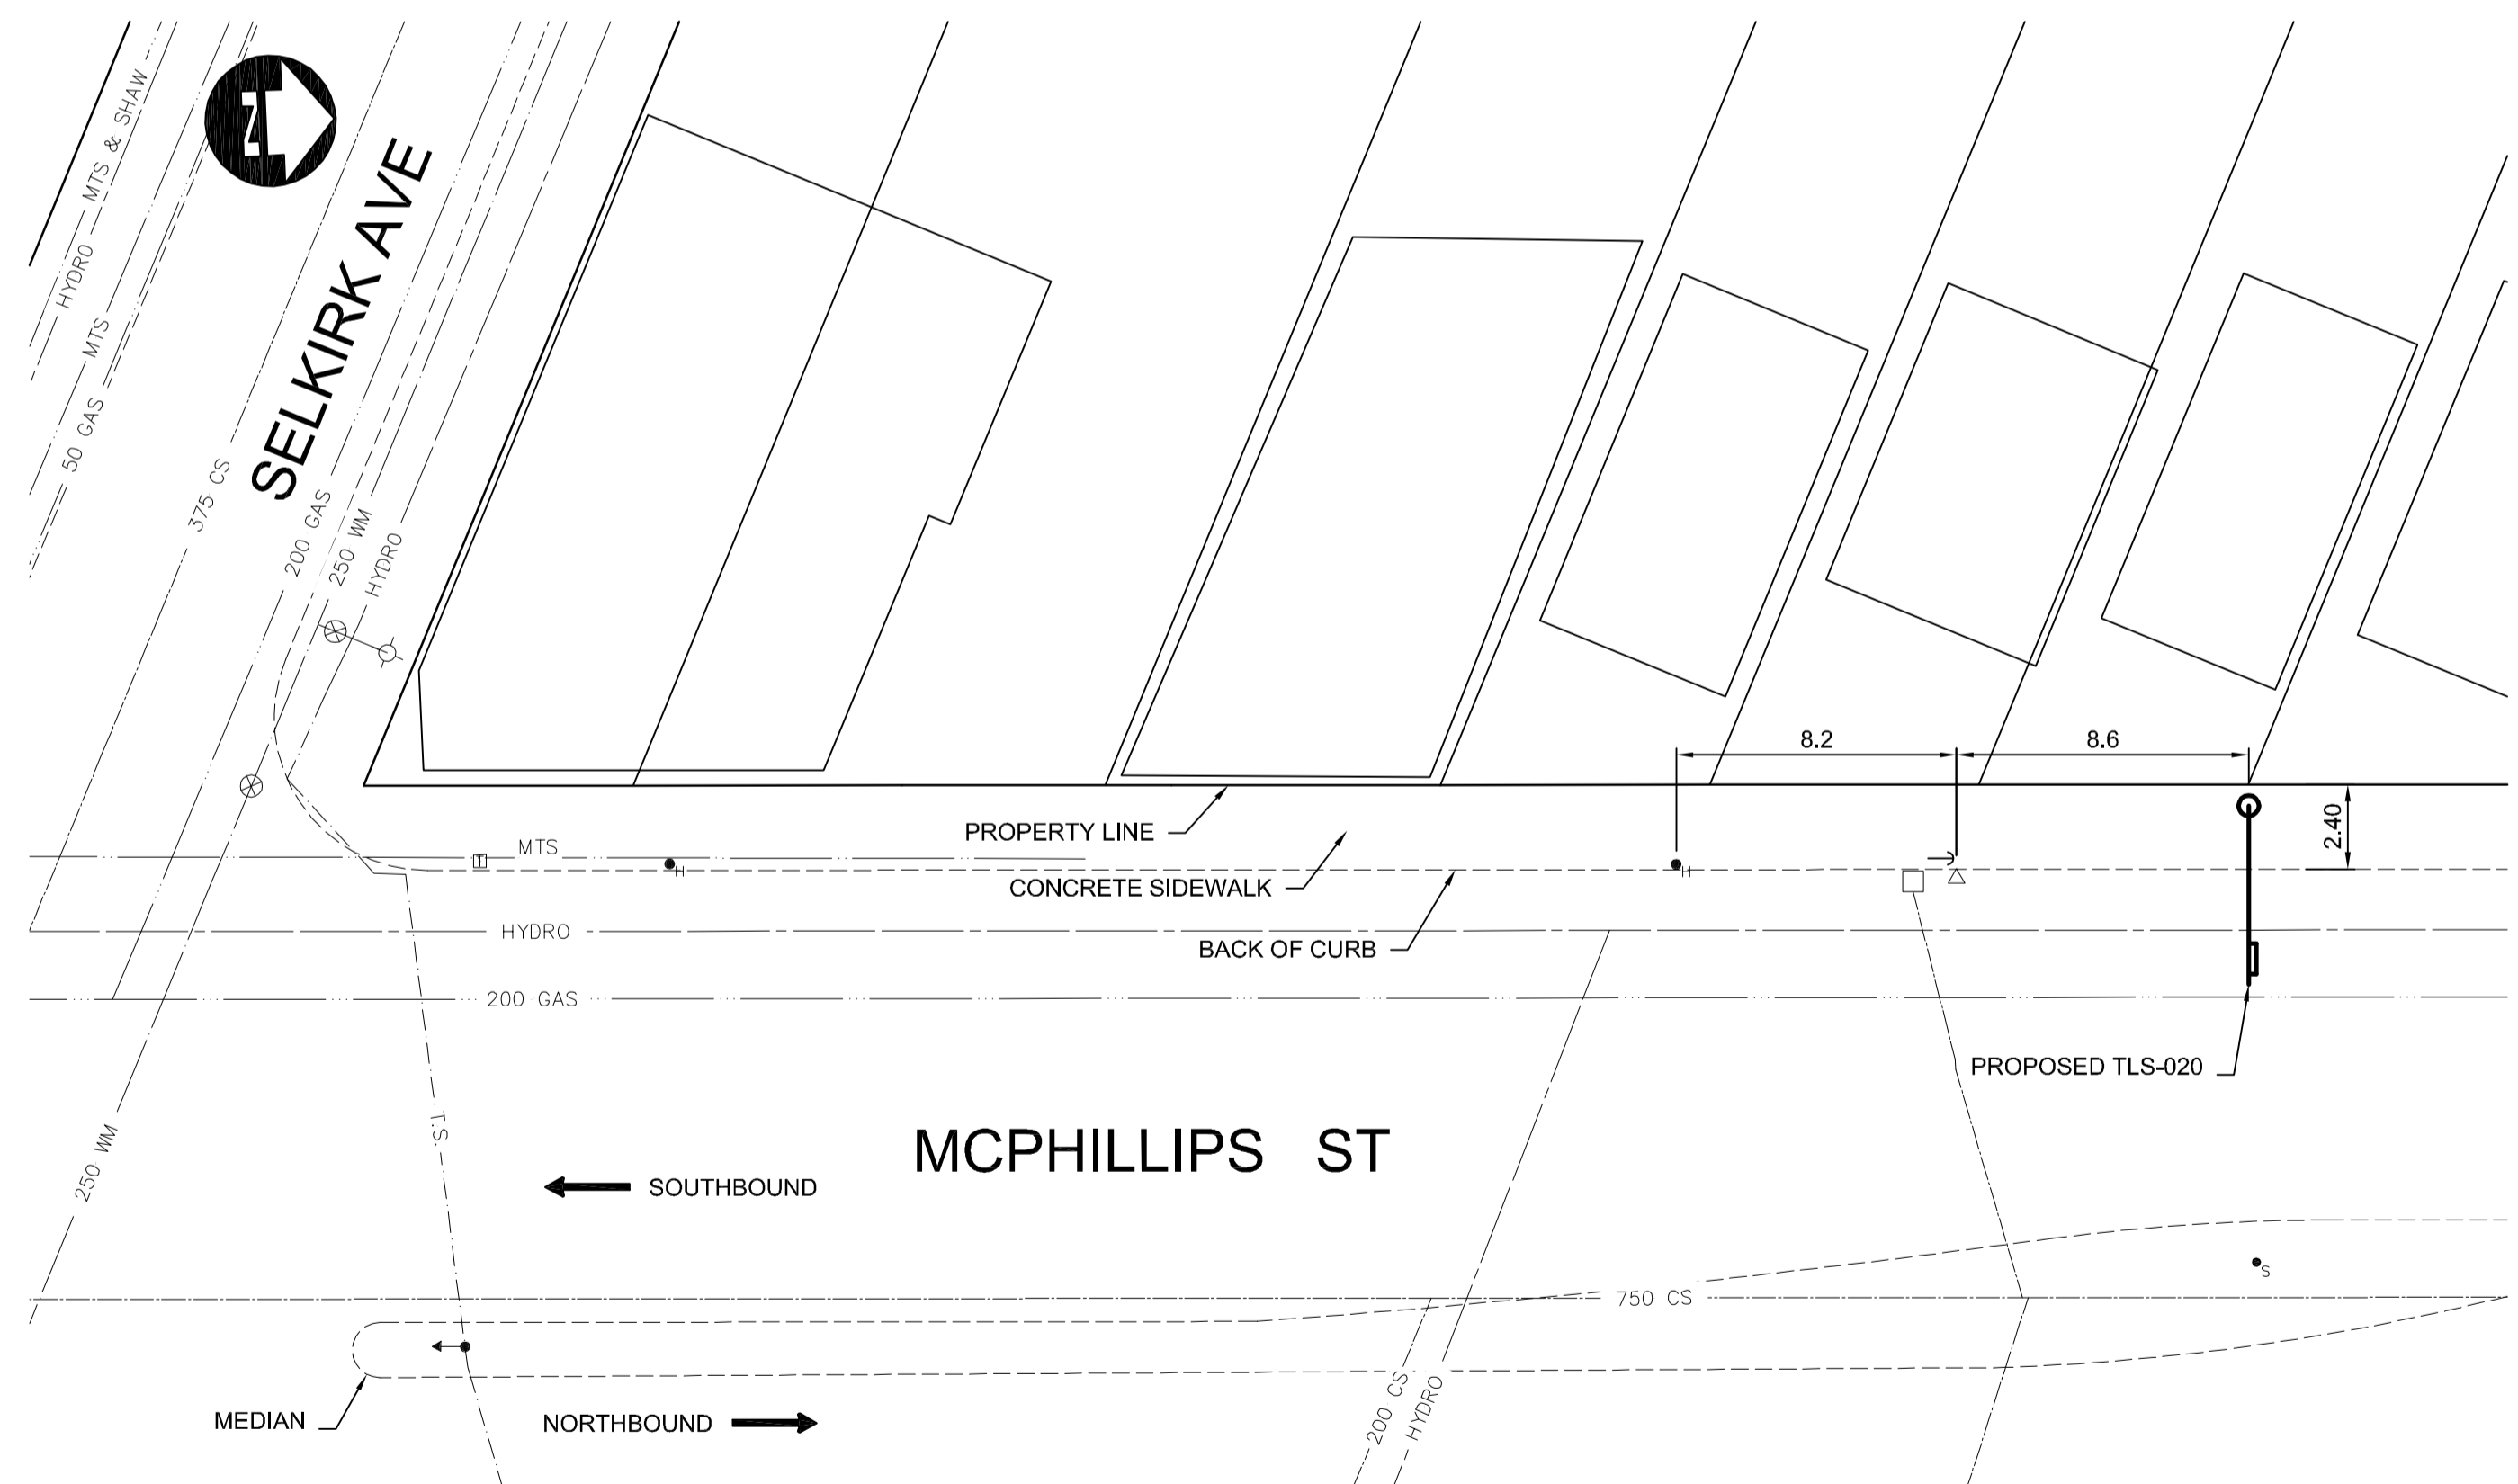 N
HYDRO
MTS & SHAW
MTS
50 GAS
375 CS
SELKIRK AVE
200 GAS
250 WM
HYDRO
8.2
8.6
2.40
PROPERTY LINE
MTS
T
H
H
CONCRETE SIDEWALK
BACK OF CURB
HYDRO
200 GAS
PROPOSED TLS-020
T.S.
250 WM
MCPHILLIPS ST
SOUTHBOUND
S
750 CS
MEDIAN
NORTHBOUND
200 CS
HYDRO